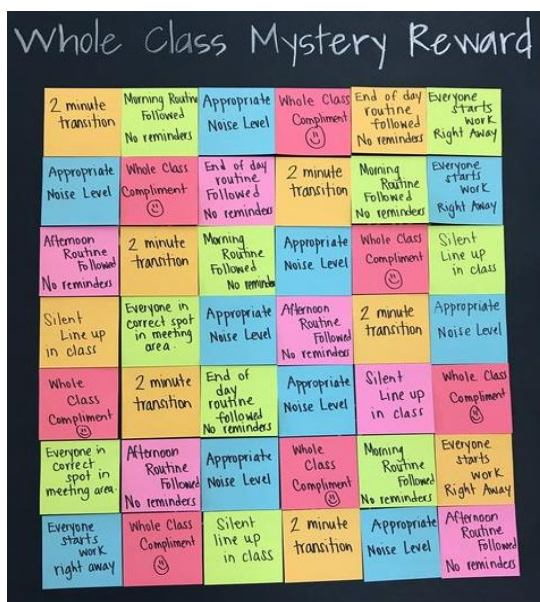 Whole Class Mystery Reward
2 minute
transition
Morning Routine
Followed
No reminders
Appropriate
Noise Level
Whole Class
Compliment
End of day
routine
followed
No reminders
Everyone
starts
work
Right Away
Appropriate
Noise Level
Whole Class
Compliment
End of day
routine
Followed
No reminders
2 minute
transition
Morning
Routine
Followed
No reminders
Everyone
starts
work
Right Away
Afternoon
Routine
Followed
No reminders
2 minute
transition
Morning
Routine
Followed
No reminders
Appropriate
Noise Level
Whole Class
Compliment
Silent
Line up
in class
Silent
Line up
in class
Everyone in
correct spot
in meeting
area.
Appropriate
Noise Level
Afternoon
Routine
Followed
No reminders
2 minute
transition
Appropriate
Noise Level
Whole
Class
Compliment
2 minute
transition
End of
day
routine
followed
No reminders
Appropriate
Noise Level
Silent
Line up
in class
Whole Class
Compliment
Everyone in
correct
spot in
meeting area.
Afternoon
Routine
Followed
No reminders
Appropriate
Noise Level
Whole
Class
Compliment
Morning
Routine
Followed
No reminders
Everyone
starts
work
Right Away
Everyone
starts
work
right away
Whole Class
Compliment
Silent
line up
in class
2 minute
transition
Appropriate
Noise Level
Afternoon
Routine
Followed
No reminders